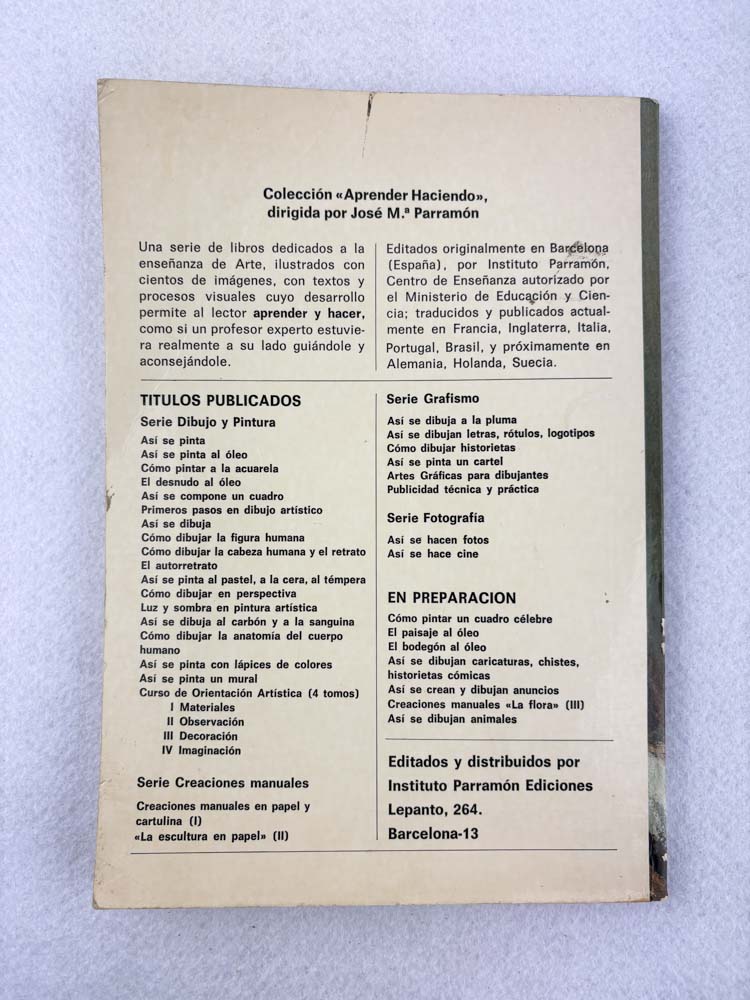 Colección «Aprender Haciendo»,
dirigida por José M.ª Parramón
Una serie de libros dedicados a la
enseñanza de Arte, ilustrados con
cientos de imágenes, con textos y
procesos visuales cuyo desarrollo
permite al lector aprender y hacer,
como si un profesor experto estuvie-
ra realmente a su lado guiándole y
aconsejándole.
Editados originalmente en Barcelona
(España), por Instituto Parramón,
Centro de Enseñanza autorizado por
el Ministerio de Educación y Cien-
cia; traducidos y publicados actual-
mente en Francia, Inglaterra, Italia,
Portugal, Brasil, y próximamente en
Alemania, Holanda, Suecia.
TITULOS PUBLICADOS
Serie Dibujo y Pintura
Así se pinta
Así se pinta al óleo
Cómo pintar a la acuarela
El desnudo al óleo
Así se compone un cuadro
Primeros pasos en dibujo artístico
Así se dibuja
Cómo dibujar la figura humana
Cómo dibujar la cabeza humana y el retrato
El autorretrato
Así se pinta al pastel, a la cera, al témpera
Cómo dibujar en perspectiva
Luz y sombra en pintura artística
Así se dibuja al carbón y a la sanguina
Cómo dibujar la anatomía del cuerpo
humano
Así se pinta con lápices de colores
Así se pinta un mural
Curso de Orientación Artística (4 tomos)
I Materiales
II Observación
III Decoración
IV Imaginación
Serie Creaciones manuales
Creaciones manuales en papel y
cartulina (I)
«La escultura en papel» (II)
Serie Grafismo
Así se dibuja a la pluma
Así se dibujan letras, rótulos, logotipos
Cómo dibujar historietas
Así se pinta un cartel
Artes Gráficas para dibujantes
Publicidad técnica y práctica
Serie Fotografía
Así se hacen fotos
Así se hace cine
EN PREPARACION
Cómo pintar un cuadro célebre
El paisaje al óleo
El bodegón al óleo
Así se dibujan caricaturas, chistes,
historietas cómicas
Así se crean y dibujan anuncios
Creaciones manuales «La flora» (III)
Así se dibujan animales
Editados y distribuidos por
Instituto Parramón Ediciones
Lepanto, 264.
Barcelona-13